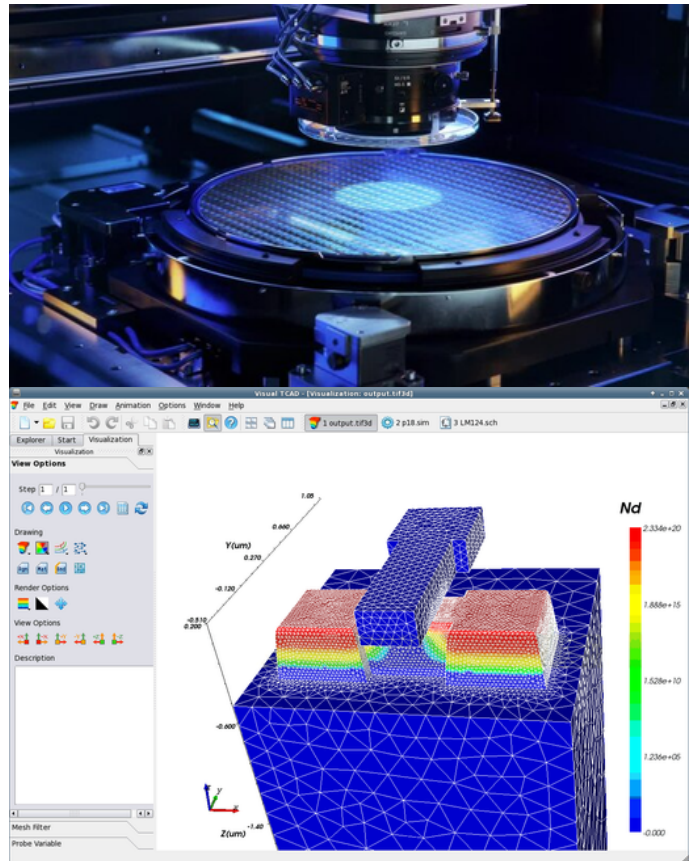 Visual TCAD - [Visualization: output.tif3d]
File Edit View Draw Animation Options Window Help
1 output.tif3d 2 p18.sim 3 LM124.sch
Explorer Start Visualization
Visualization
View Options
Step 1 / 1
Drawing
Render Options
View Options
Description
Mesh Filter
Probe Variable
1.05
0.660
Y(um)
0.270
-0.120
-0.510
0.200
-0.600
Z(um)
-1.40
x
y
Nd
2.334e+20
1.888e+15
1.528e+10
1.236e+05
-0.000